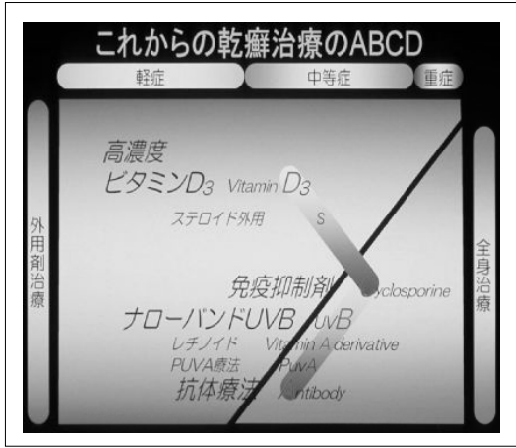 これからの乾癬治療のABCD
軽症 中等症 重症
外用剤治療
全身治療
高濃度
ビタミンD3 Vitamin D3
ステロイド外用 S
免疫抑制剤 yclosporine
ナローバンドUVB uvB
レチノイド Vitamin A derivative
PUVA療法 PuvA
抗体療法 ntibody